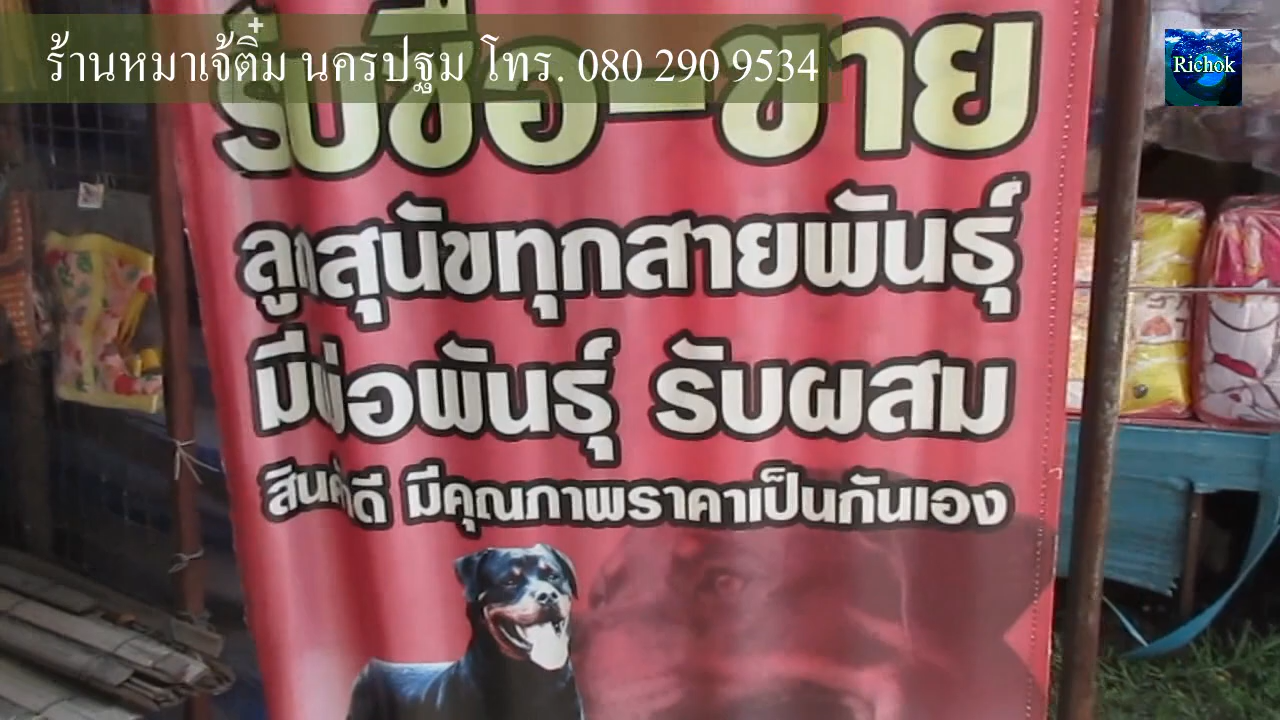 ร้านหมาเจ้ติ๋ม นครปฐม โทร. 080 290 9534
Richok
รับซื้อ-ขาย
ลูกสุนัขทุกสายพันธุ์
มีพ่อพันธุ์ รับผสม
สินค้าดี มีคุณภาพราคาเป็นกันเอง